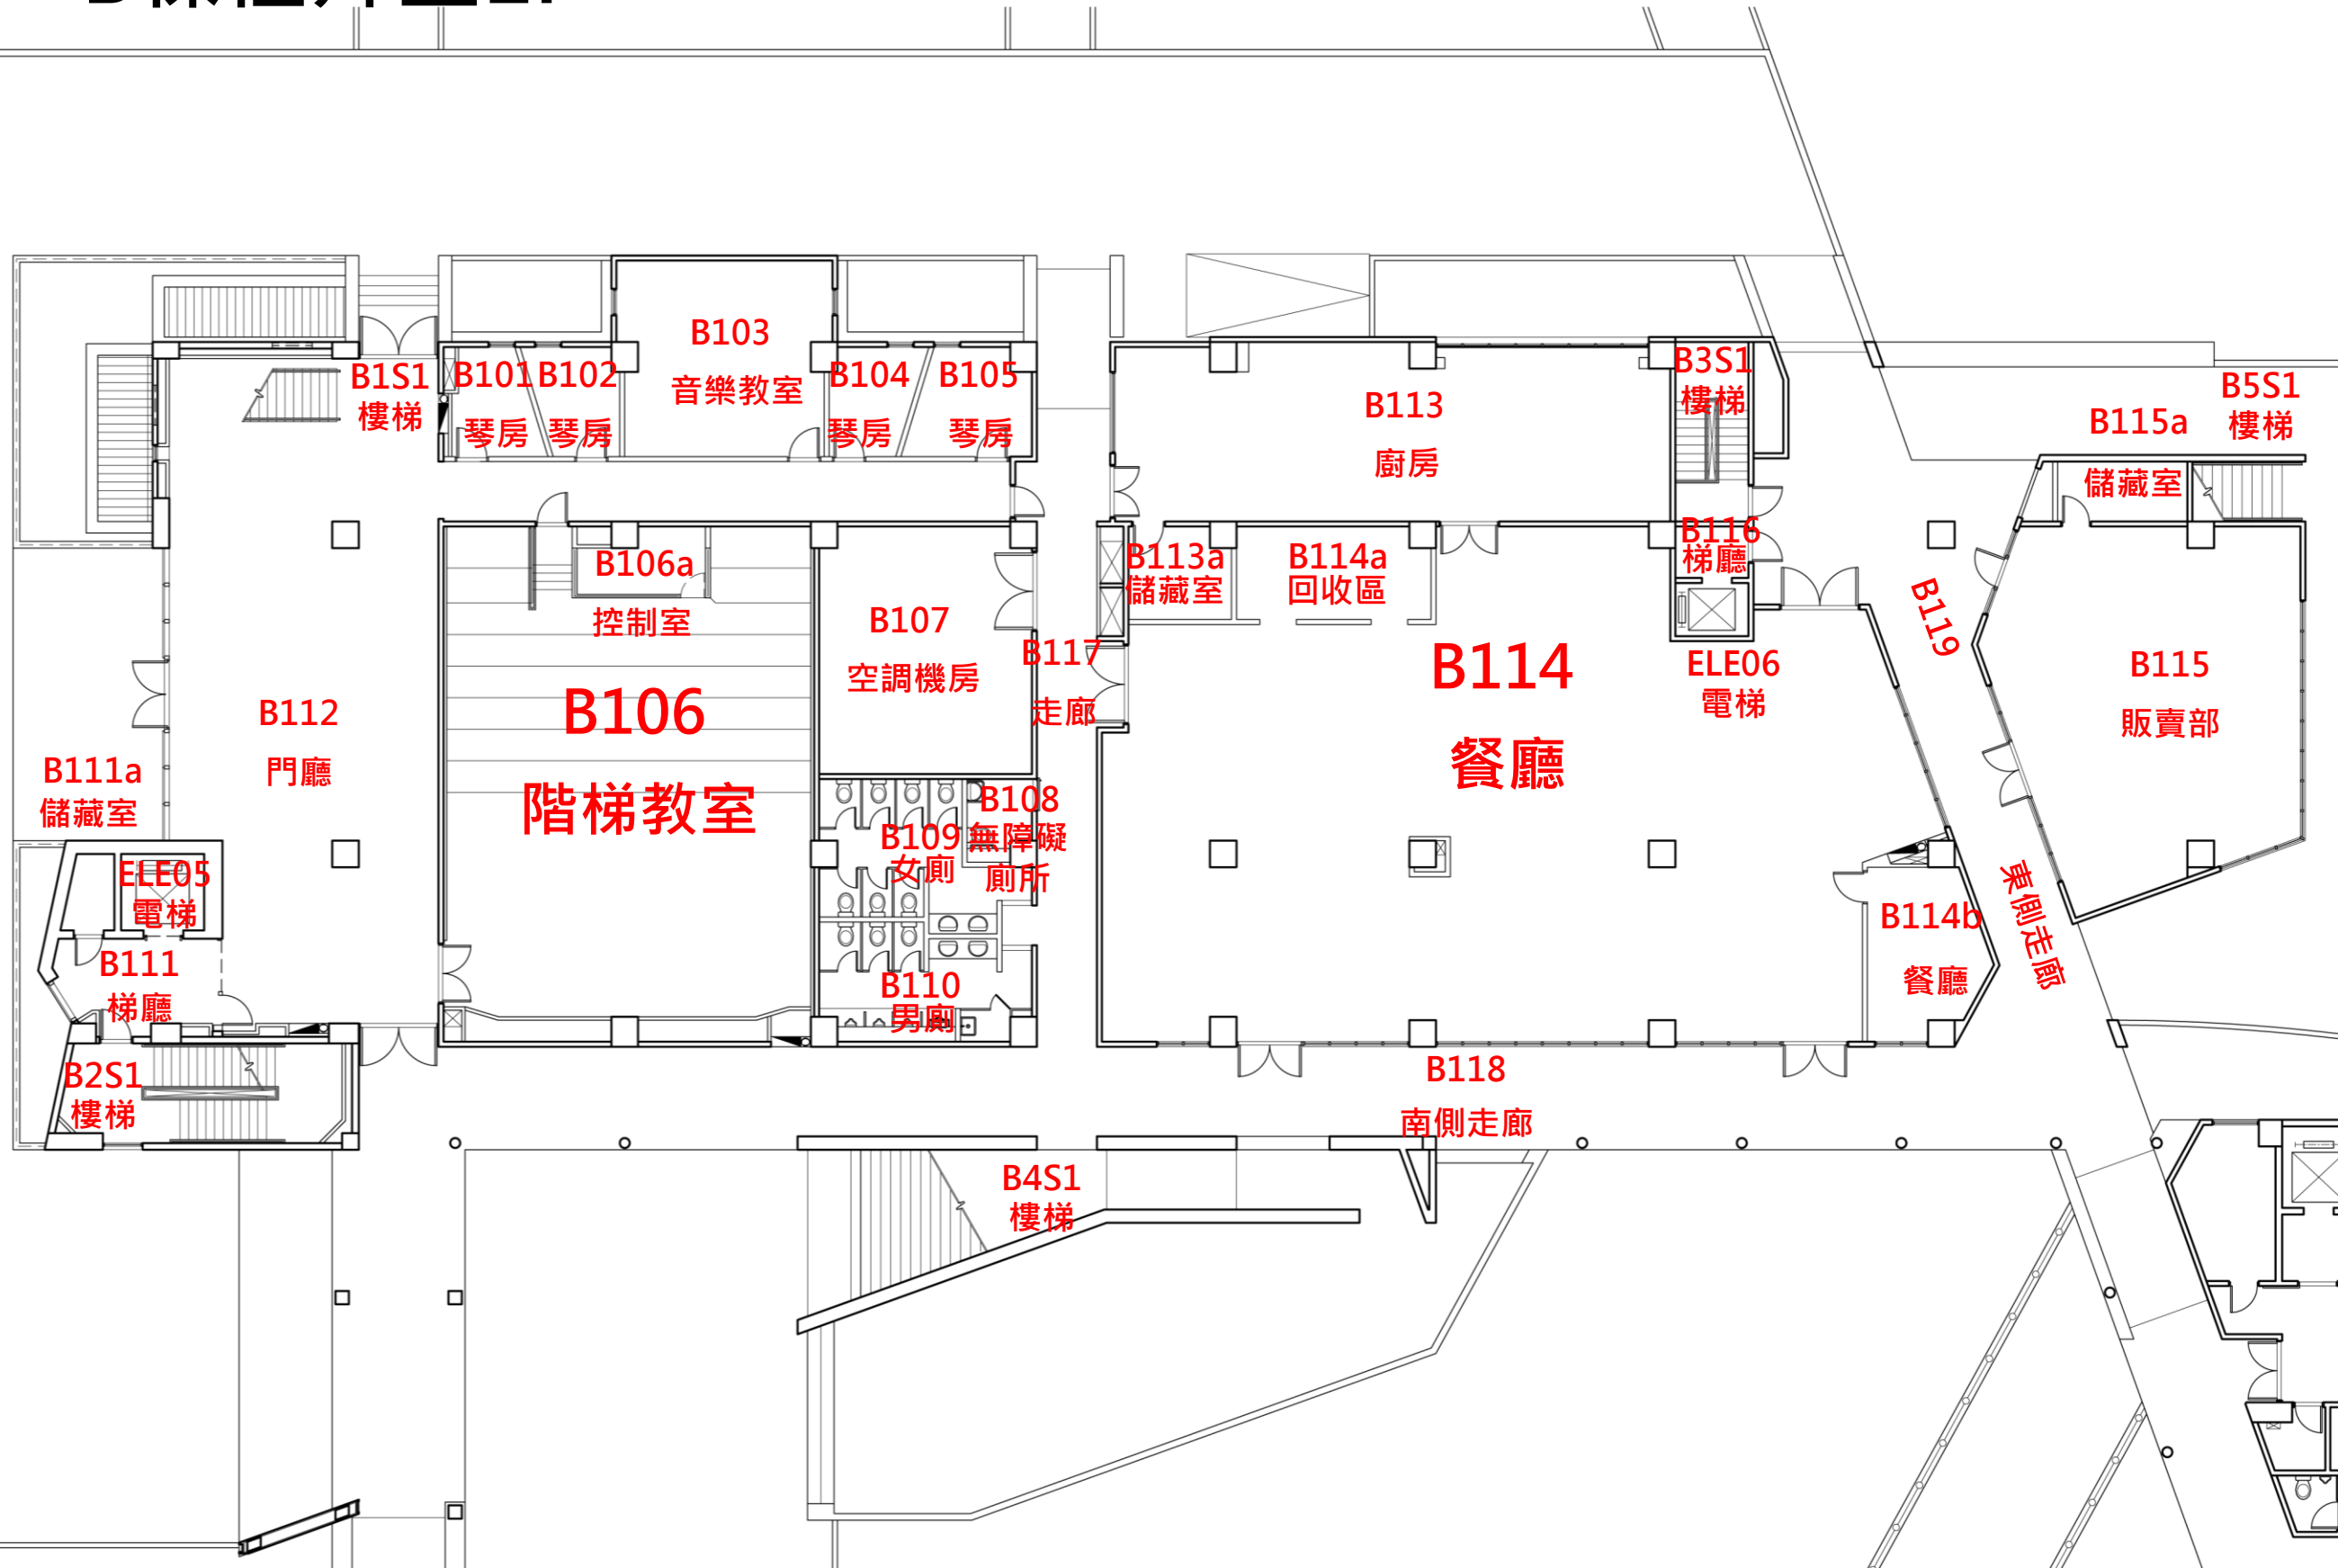 B1S1
樓梯
B101
琴房
B102
琴房
B103
音樂教室
B104
琴房
B105
琴房
B113
廚房
B3S1
樓梯
B115a
儲藏室
B5S1
樓梯
B106a
控制室
B107
空調機房
B113a
儲藏室
B114a
回收區
B116
梯廳
B119
東側走廊
B117
走廊
B114
餐廳
ELE06
電梯
B115
販賣部
B112
門廳
B106
階梯教室
B111a
儲藏室
B108
無障礙
廁所
B109
女廁
ELE05
電梯
B111
梯廳
B110
男廁
B114b
餐廳
B2S1
樓梯
B118
南側走廊
B4S1
樓梯